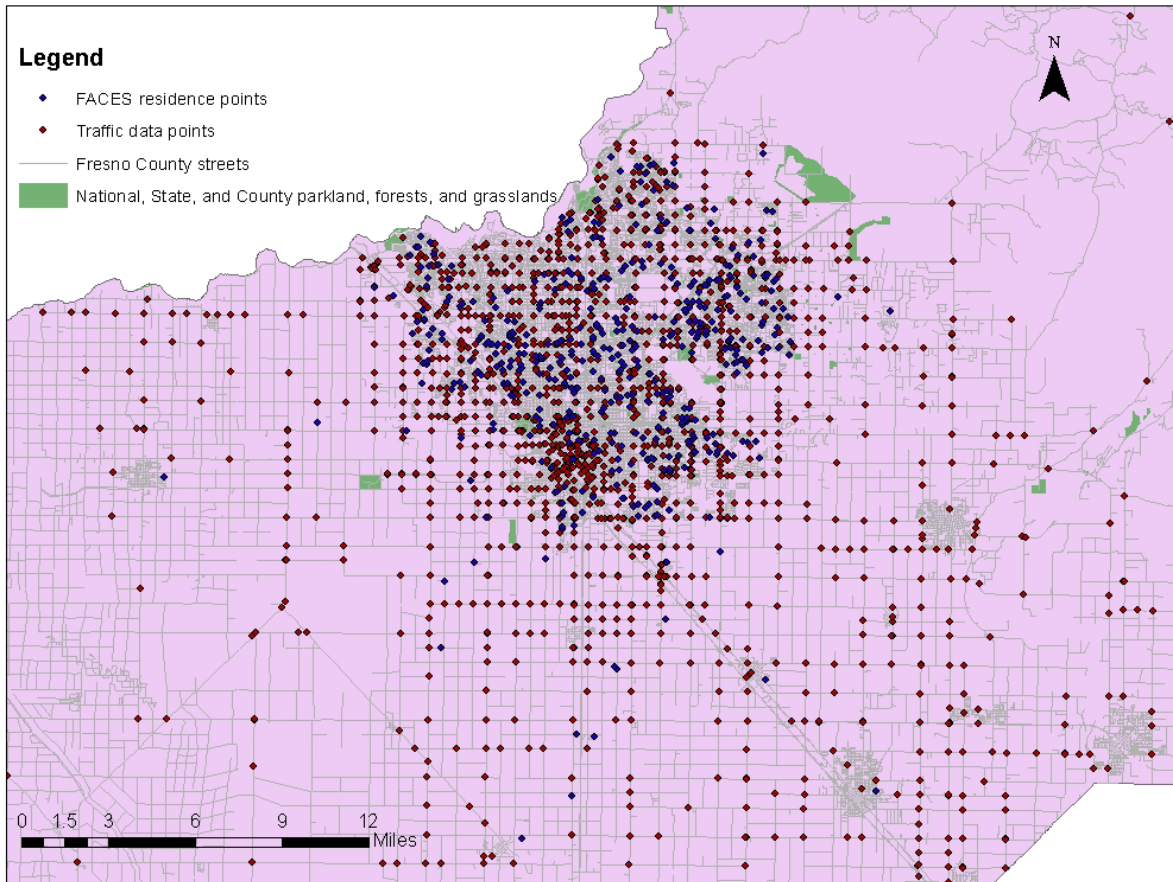 Legend
FACES residence points
Traffic data points
Fresno County streets
National, State, and County parkland, forests, and grasslands
N
0 1.5 3 6 9 12
Miles